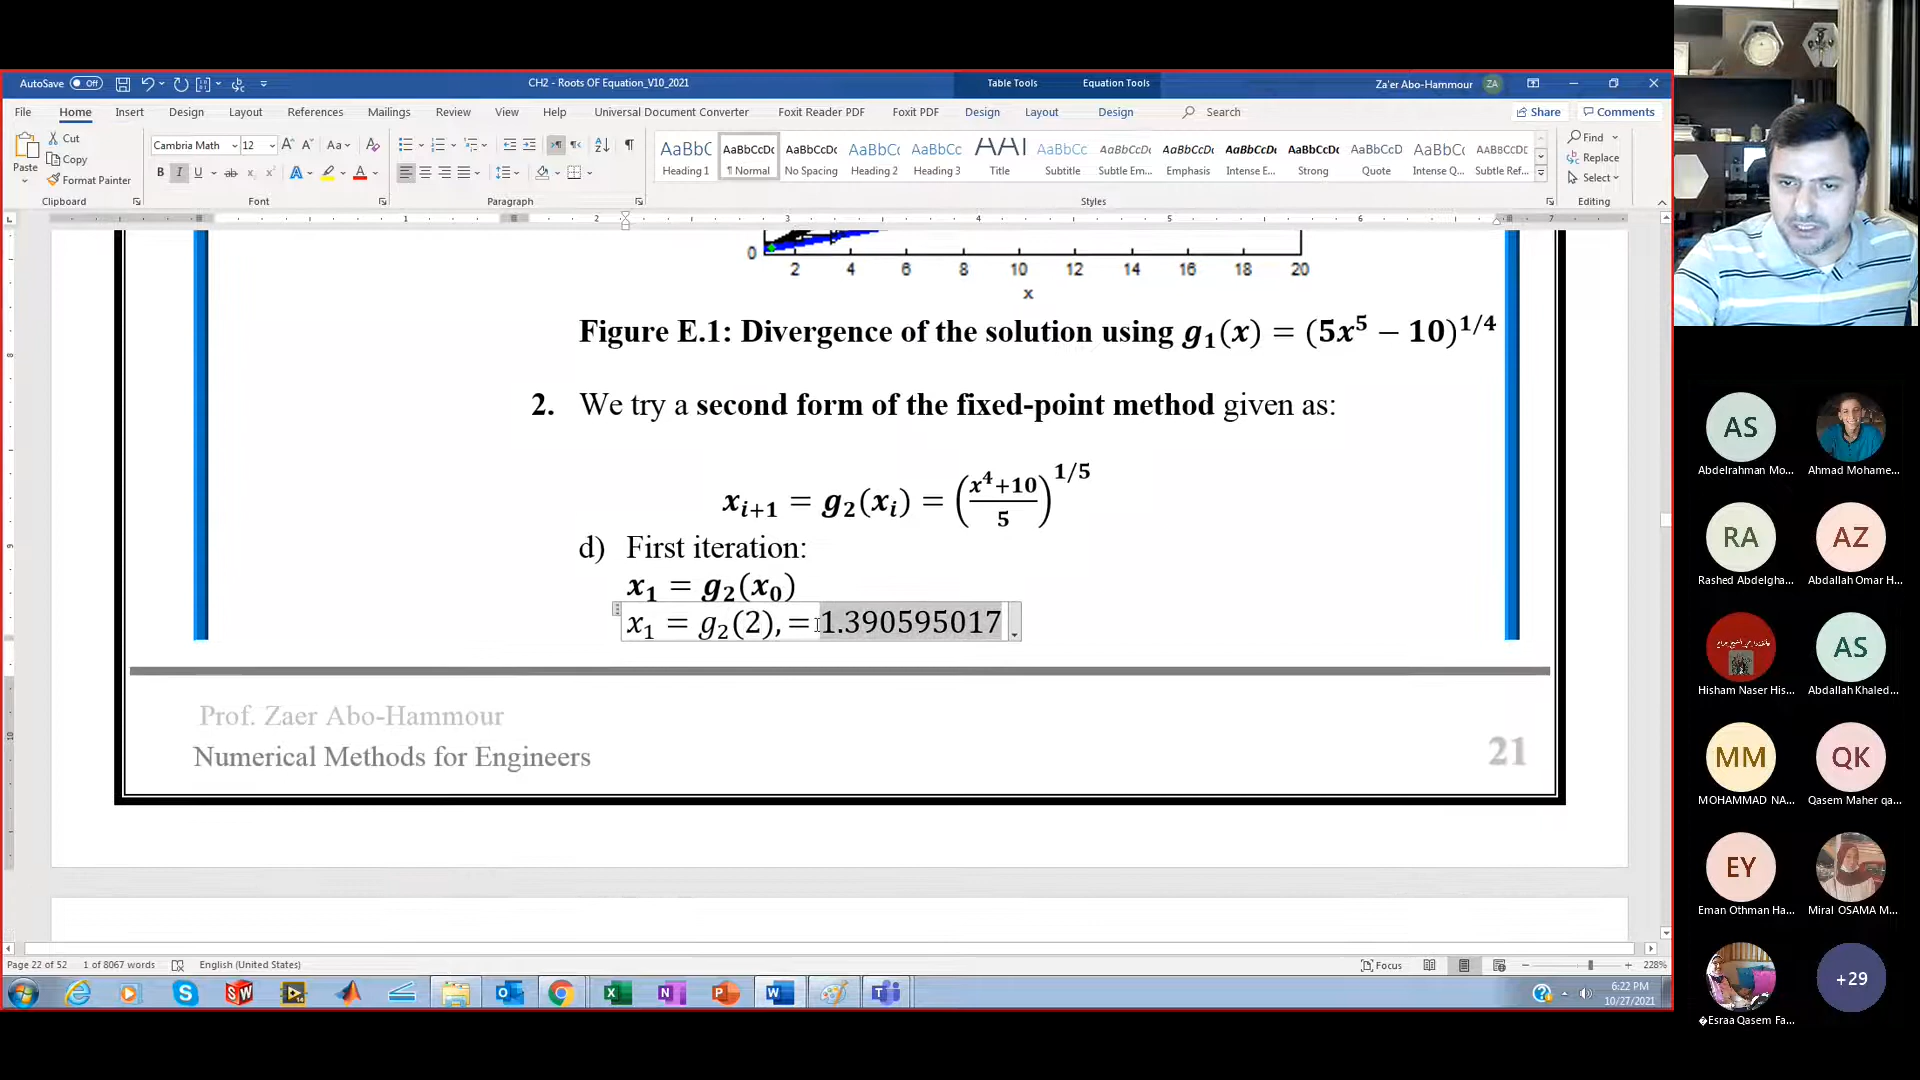 AutoSave Off
CH2 - Roots OF Equation_V10_2021
Table Tools
Equation Tools
Za'er Abo-Hammour
ZA
File
Home
Insert
Design
Layout
References
Mailings
Review
View
Help
Universal Document Converter
Foxit Reader PDF
Foxit PDF
Design
Layout
Design
Search
Share
Comments
Paste
Cut
Copy
Format Painter
Clipboard
Cambria Math
12
Font
Paragraph
AaBbC
Heading 1
AaBbCcDc
¶ Normal
AaBbCcDc
No Spacing
AaBbCc
Heading 2
AaBbCc
Heading 3
AAI
Title
AaBbCc
Subtitle
AaBbCcDc
Subtle Em...
AaBbCcDc
Emphasis
AaBbCcDc
Intense E...
AaBbCcDc
Strong
AaBbCcD
Quote
AaBbCc
Intense Q...
AABBCCDC
Subtle Ref...
Styles
Find
Replace
Select
Editing
1 2 3 4 5 6 7
0
2 4 6 8 10 12 14 16 18 20
x
Figure E.1: Divergence of the solution using g₁(x) = (5x⁵ − 10)^1/4
2. We try a second form of the fixed-point method given as:
xᵢ₊₁ = g₂(xᵢ) = ((x⁴+10)/5)^1/5
d) First iteration:
x₁ = g₂(x₀)
x₁ = g₂(2), = 1.390595017
Prof. Zaer Abo-Hammour
Numerical Methods for Engineers
21
Page 22 of 52
1 of 8067 words
English (United States)
Focus
228%
6:22 PM
10/27/2021
AS
Abdelrahman Mo...
Ahmad Mohame...
RA
Rashed Abdelgha...
AZ
Abdallah Omar H...
Hisham Naser His...
AS
Abdallah Khaled...
MM
MOHAMMAD NA...
QK
Qasem Maher qa...
EY
Eman Othman Ha...
Miral OSAMA M...
�Esraa Qasem Fa...
+29